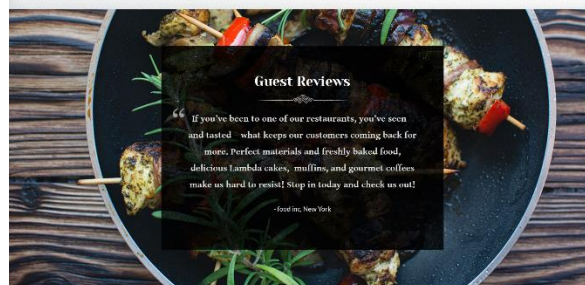 Guest Reviews
“
If you've been to one of our restaurants, you've seen
and tasted what keeps our customers coming back for
more. Perfect materials and freshly baked food,
delicious Lambda cakes, muffins, and gourmet coffees
make us hard to resist! Stop in today and check us out!
- food inc, New York